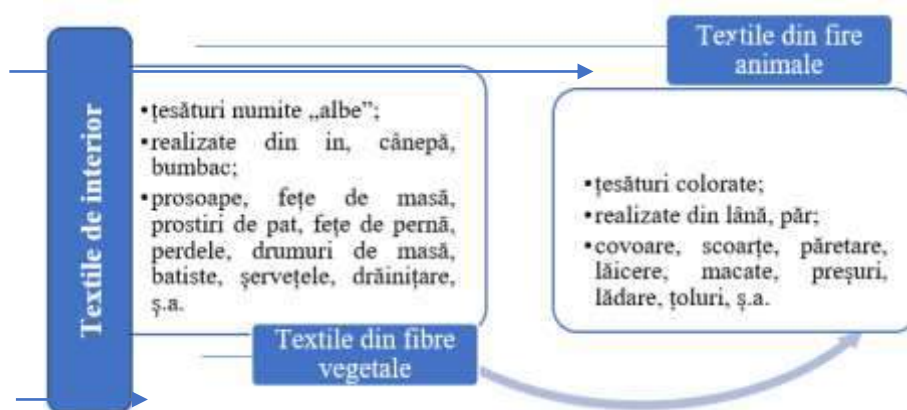 Textile de interior
•țesături numite „albe”;
•realizate din in, cânepă,
bumbac;
•prosoape, fețe de masă,
prostiri de pat, fețe de pernă,
perdele, drumuri de masă,
batiste, șervețele, drăinițare,
ș.a.
Textile din fibre
vegetale
Textile din fire
animale
•țesături colorate;
•realizate din lână, păr;
•covoare, scoarțe, păretare,
lăicere, macate, preșuri,
lădare, țoluri, ș.a.